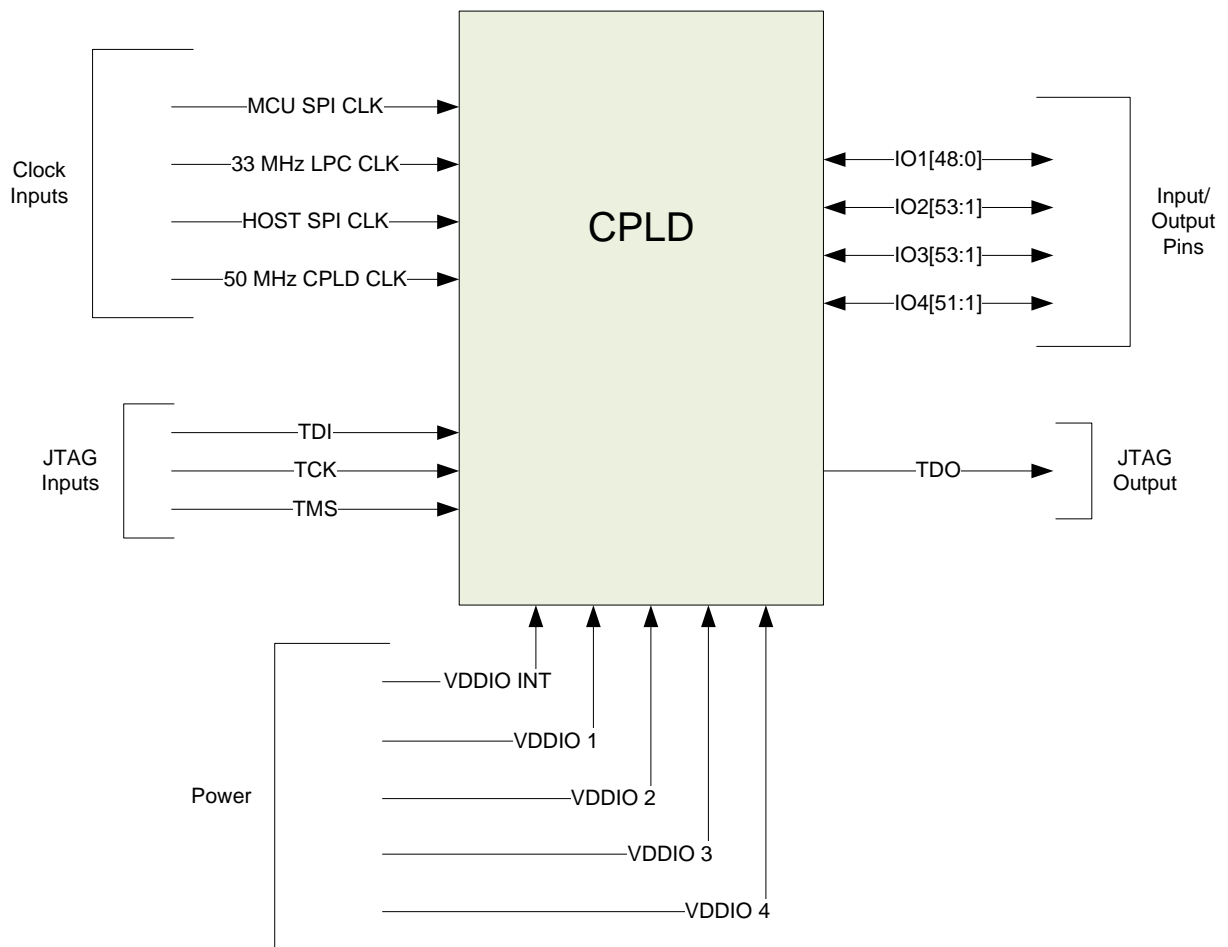 Clock
Inputs
MCU SPI CLK
33 MHz LPC CLK
HOST SPI CLK
50 MHz CPLD CLK
CPLD
IO1[48:0]
IO2[53:1]
IO3[53:1]
IO4[51:1]
Input/
Output
Pins
JTAG
Inputs
TDI
TCK
TMS
TDO
JTAG
Output
Power
VDDIO INT
VDDIO 1
VDDIO 2
VDDIO 3
VDDIO 4